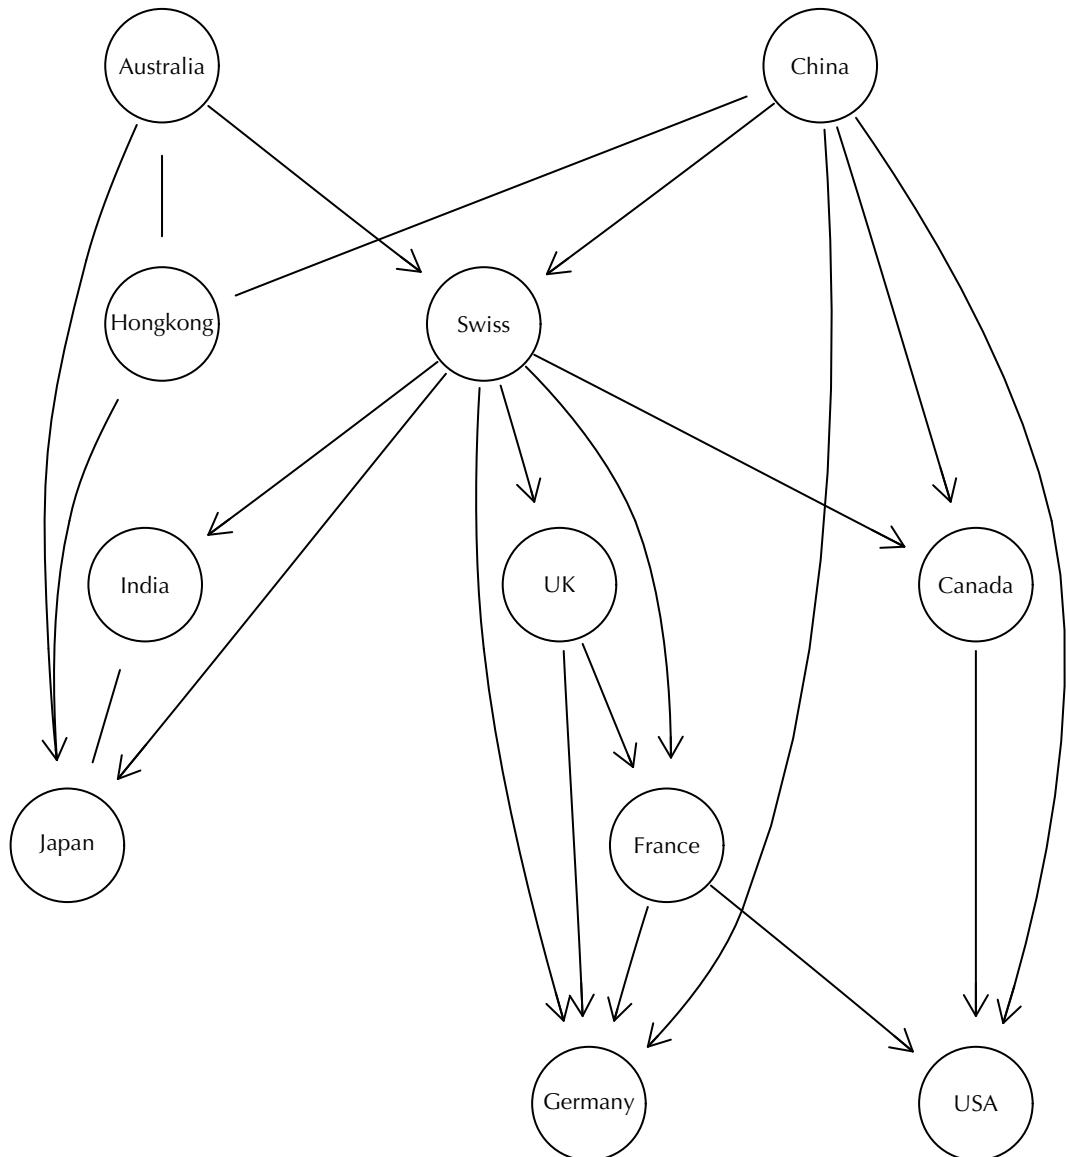 Australia
China
Hongkong
Swiss
India
UK
Canada
Japan
France
Germany
USA